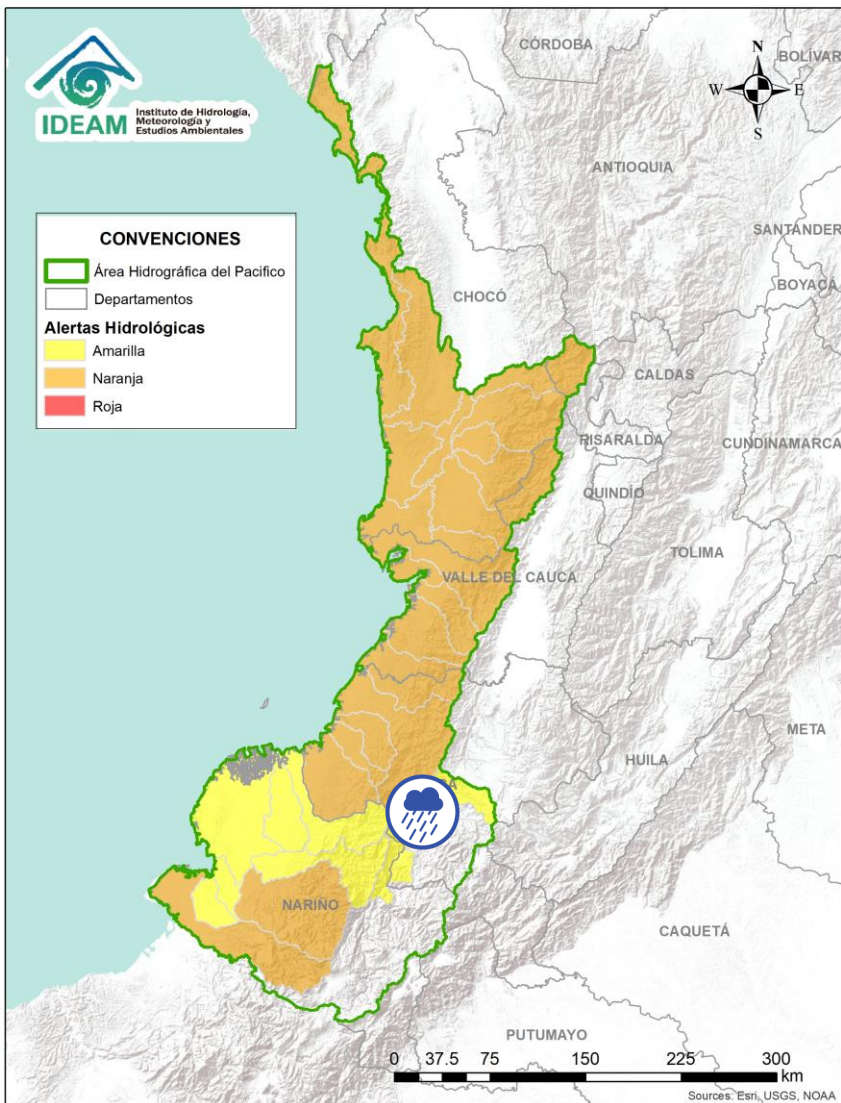 IDEAM
Instituto de Hidrología,
Meteorología y
Estudios Ambientales
CÓRDOBA
BOLÍVAR
N
W
E
S
ANTIOQUIA
SANTANDER
BOYACÁ
CONVENCIONES
Área Hidrográfica del Pacifico
Departamentos
Alertas Hidrológicas
Amarilla
Naranja
Roja
CHOCÓ
CALDAS
RISARALDA
CUNDINAMARCA
QUINDÍO
TOLIMA
VALLE DEL CAUCA
META
HUILA
NARIÑO
CAQUETÁ
PUTUMAYO
0 37.5 75 150 225 300
km
Sources: Esri, USGS, NOAA